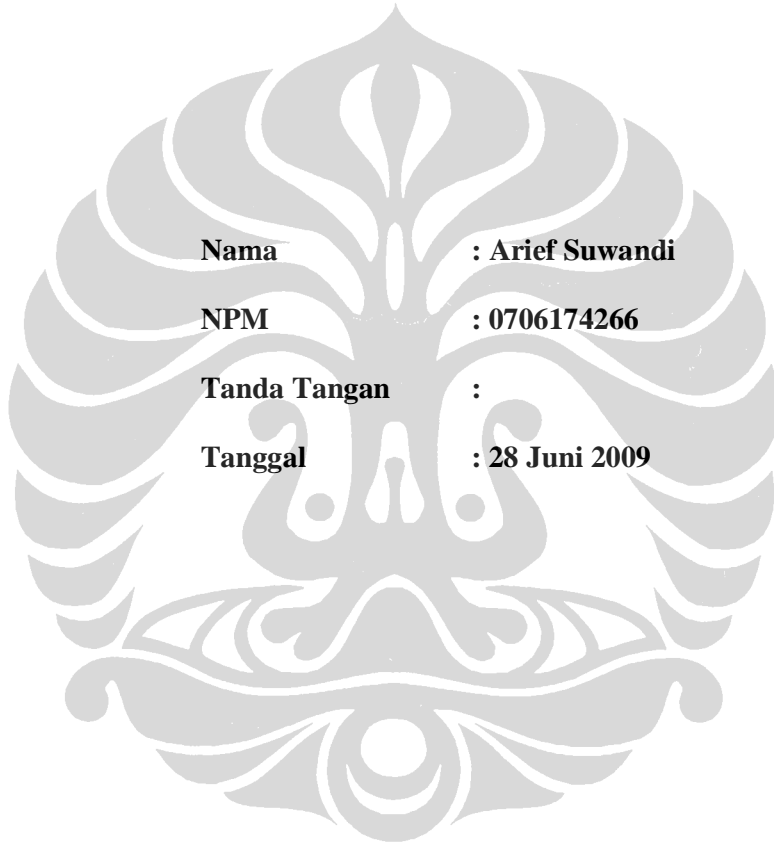 Nama : Arief Suwandi
NPM : 0706174266
Tanda Tangan :
Tanggal : 28 Juni 2009